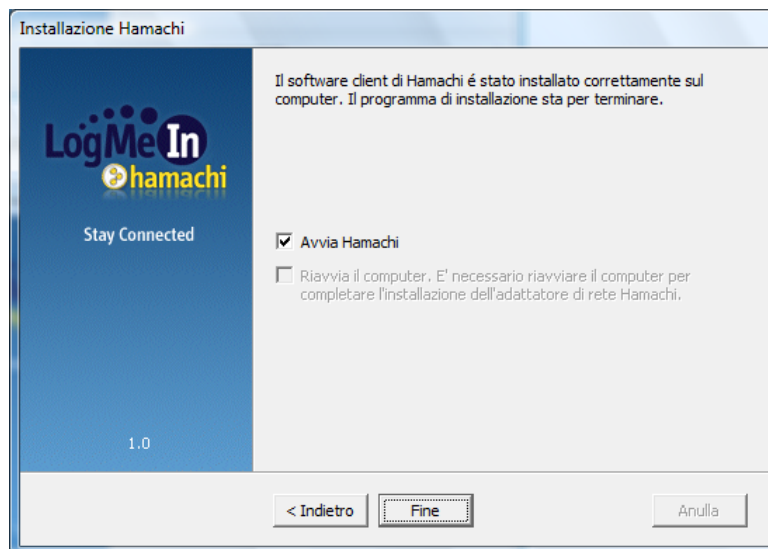 Installazione Hamachi
Il software client di Hamachi é stato installato correttamente sul
computer. Il programma di installazione sta per terminare.
LogMeIn
hamachi
Stay Connected
Avvia Hamachi
Riavvia il computer. E' necessario riavviare il computer per
completare l'installazione dell'adattatore di rete Hamachi.
1.0
< Indietro
Fine
Anulla